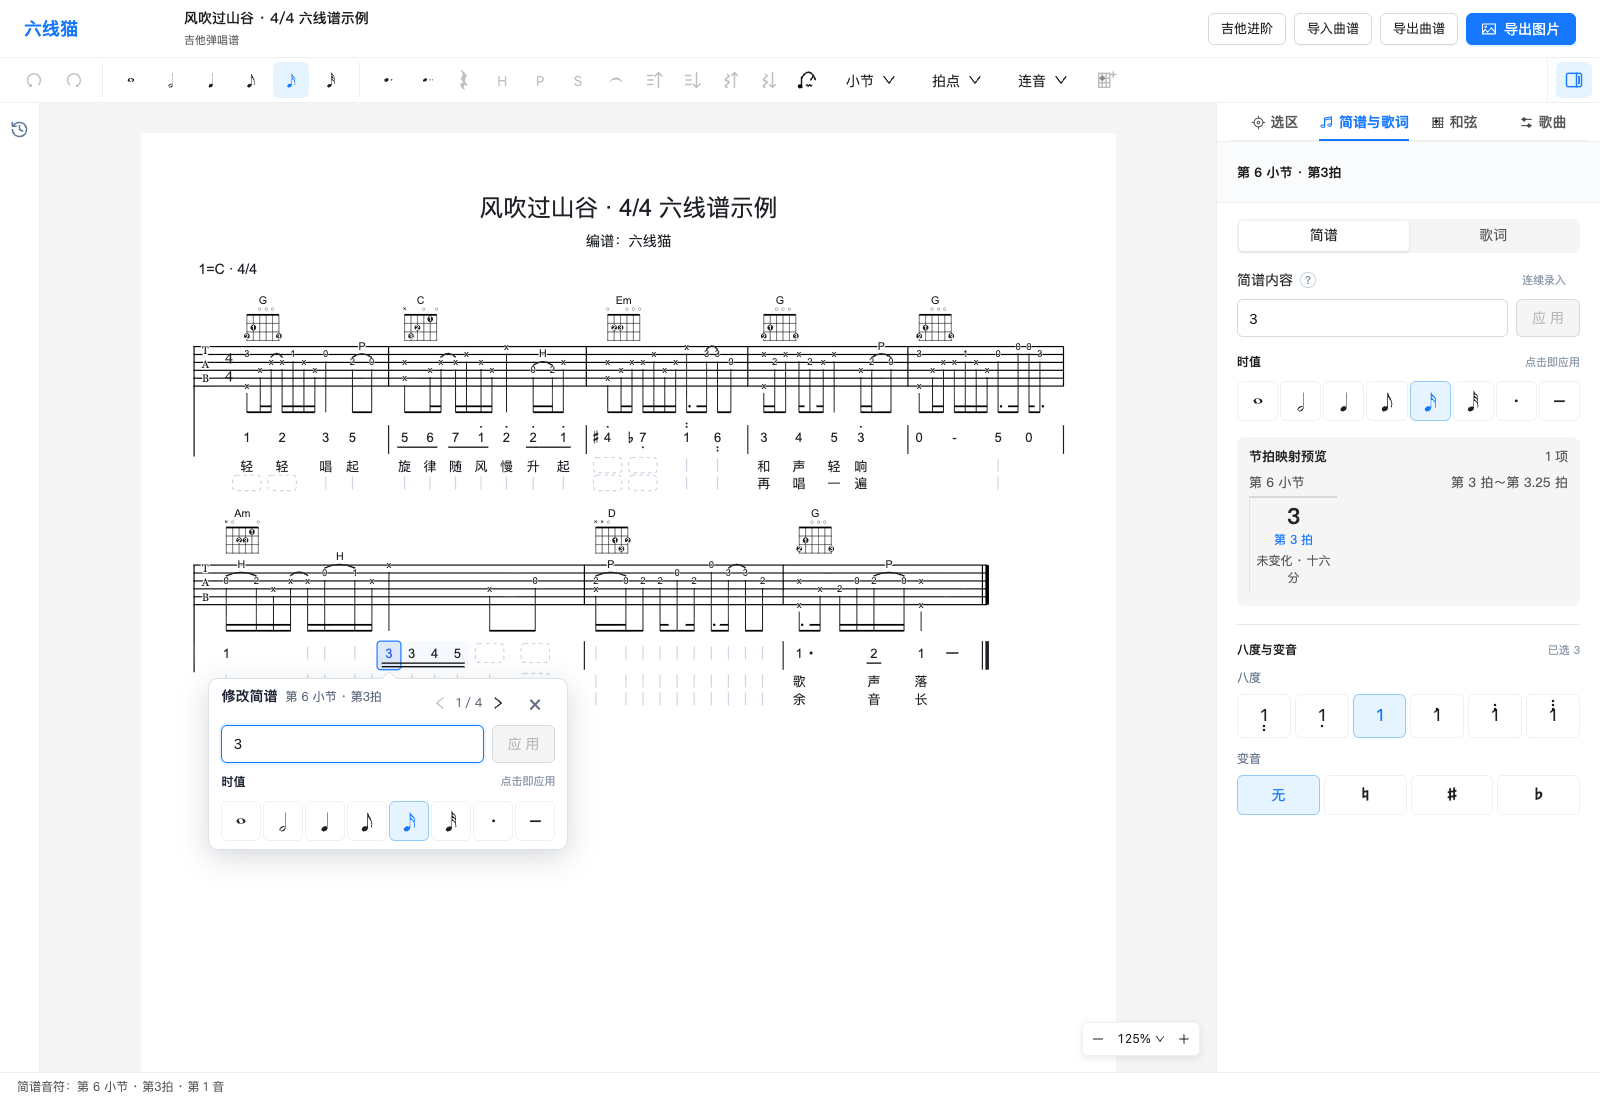 六线猫
风吹过山谷 · 4/4 六线谱示例
吉他弹唱谱
吉他进阶
导入曲谱
导出曲谱
导出图片
H P S
小节
拍点
连音
选区
简谱与歌词
和弦
歌曲
风吹过山谷 · 4/4 六线谱示例
编谱：六线猫
1=C · 4/4
G C Em G G
P H P
T A B 4 4
1 2 3 5 5 6 7 1 2 2 1 ♯4 ♭7 1 6 3 4 5 3 0 - 5 0
轻 轻 唱 起 旋 律 随 风 慢 升 起 和 声 轻 响
再 唱 一 遍
Am D G
H H P P
T A B
1 3 3 4 5 1· 2 1 —
歌 声 落
余 音 长
修改简谱 第 6 小节 · 第3拍 1 / 4
3
应 用
时值 点击即应用
第 6 小节 · 第3拍
简谱 歌词
简谱内容 ? 连续录入
3
应 用
时值 点击即应用
节拍映射预览 1 项
第 6 小节 第 3 拍～第 3.25 拍
3
第 3 拍
未变化 · 十六
分
八度与变音 已选 3
八度
1 1 1 1 1 1
变音
无 ♮ ♯ ♭
125%
简谱音符：第 6 小节 · 第3拍 · 第 1 音